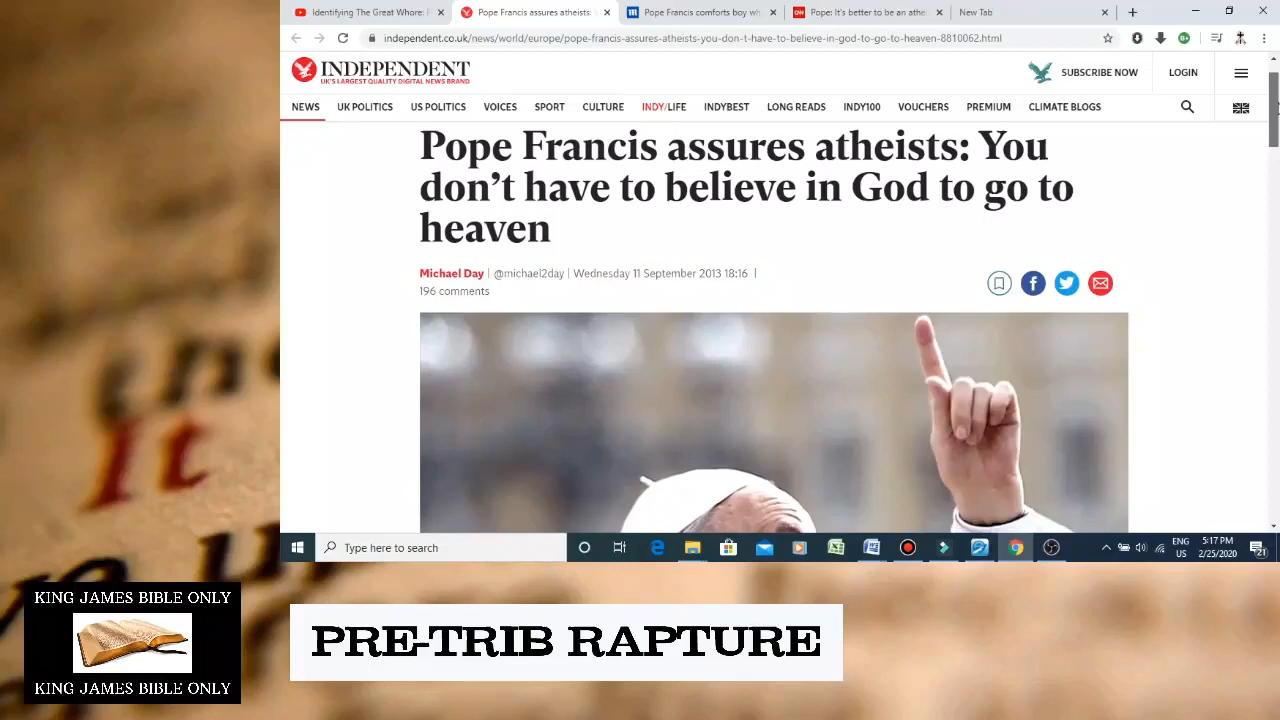 Identifying The Great Whore: P
Pope Francis assures atheists:
Pope Francis comforts boy wh
Pope: It's better to be an athe
New Tab
independent.co.uk/news/world/europe/pope-francis-assures-atheists-you-don-t-have-to-believe-in-god-to-go-to-heaven-8810062.html
INDEPENDENT
UK'S LARGEST QUALITY DIGITAL NEWS BRAND
SUBSCRIBE NOW
LOGIN
NEWS UK POLITICS US POLITICS VOICES SPORT CULTURE INDY/LIFE INDYBEST LONG READS INDY100 VOUCHERS PREMIUM CLIMATE BLOGS
Pope Francis assures atheists: You
don't have to believe in God to go to
heaven
Michael Day | @michael2day | Wednesday 11 September 2013 18:16 |
196 comments
Type here to search
ENG
US
5:17 PM
2/25/2020
21
the
It
KING JAMES BIBLE ONLY
KING JAMES BIBLE ONLY
PRE-TRIB RAPTURE